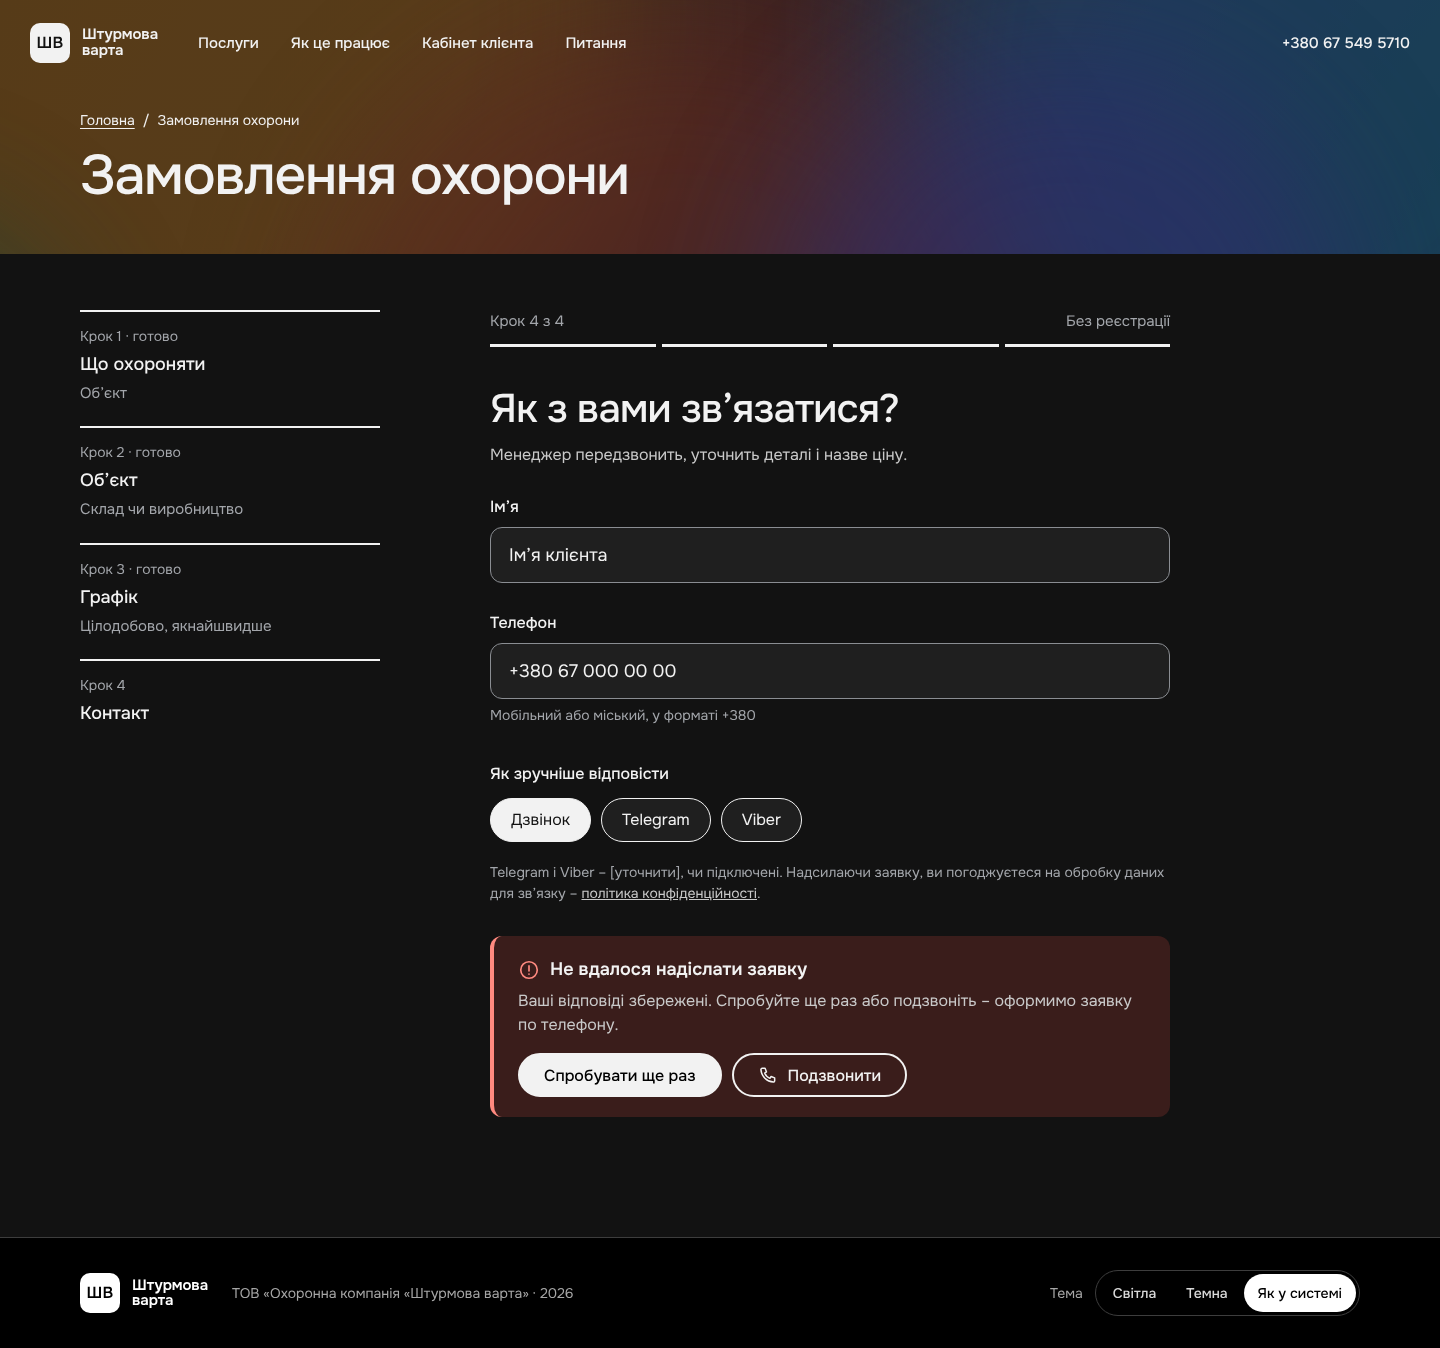 ШВ
Штурмова
варта
Послуги
Як це працює
Кабінет клієнта
Питання
+380 67 549 5710
Головна / Замовлення охорони
Замовлення охорони
Крок 1 · готово
Що охороняти
Об’єкт
Крок 2 · готово
Об’єкт
Склад чи виробництво
Крок 3 · готово
Графік
Цілодобово, якнайшвидше
Крок 4
Контакт
Крок 4 з 4
Без реєстрації
Як з вами зв’язатися?
Менеджер передзвонить, уточнить деталі і назве ціну.
Ім’я
Ім’я клієнта
Телефон
+380 67 000 00 00
Мобільний або міський, у форматі +380
Як зручніше відповісти
Дзвінок
Telegram
Viber
Telegram і Viber – [уточнити], чи підключені. Надсилаючи заявку, ви погоджуєтеся на обробку даних
для зв’язку – політика конфіденційності.
Не вдалося надіслати заявку
Ваші відповіді збережені. Спробуйте ще раз або подзвоніть – оформимо заявку
по телефону.
Спробувати ще раз
Подзвонити
ШВ
Штурмова
варта
ТОВ «Охоронна компанія «Штурмова варта» · 2026
Тема
Світла
Темна
Як у системі